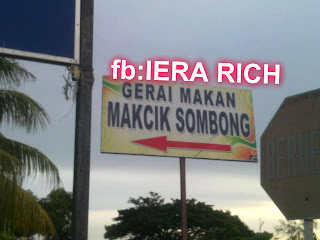 fb:IERA RICH
GERAI MAKAN
MAKCIK SOMBONG